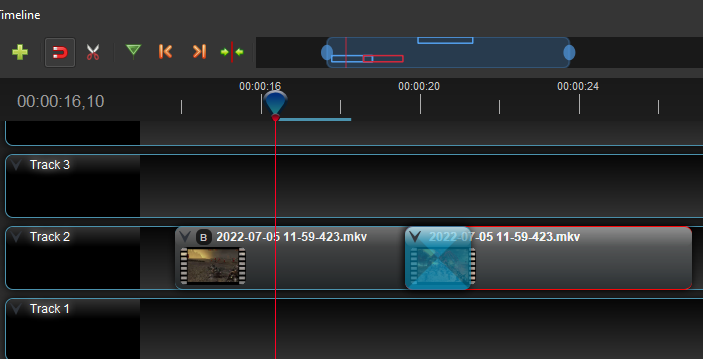 Timeline
00:00:16 00:00:20 00:00:24
00:00:16,10
Track 3
Track 2
B 2022-07-05 11-59-423.mkv
2022-07-05 11-59-423.mkv
Track 1